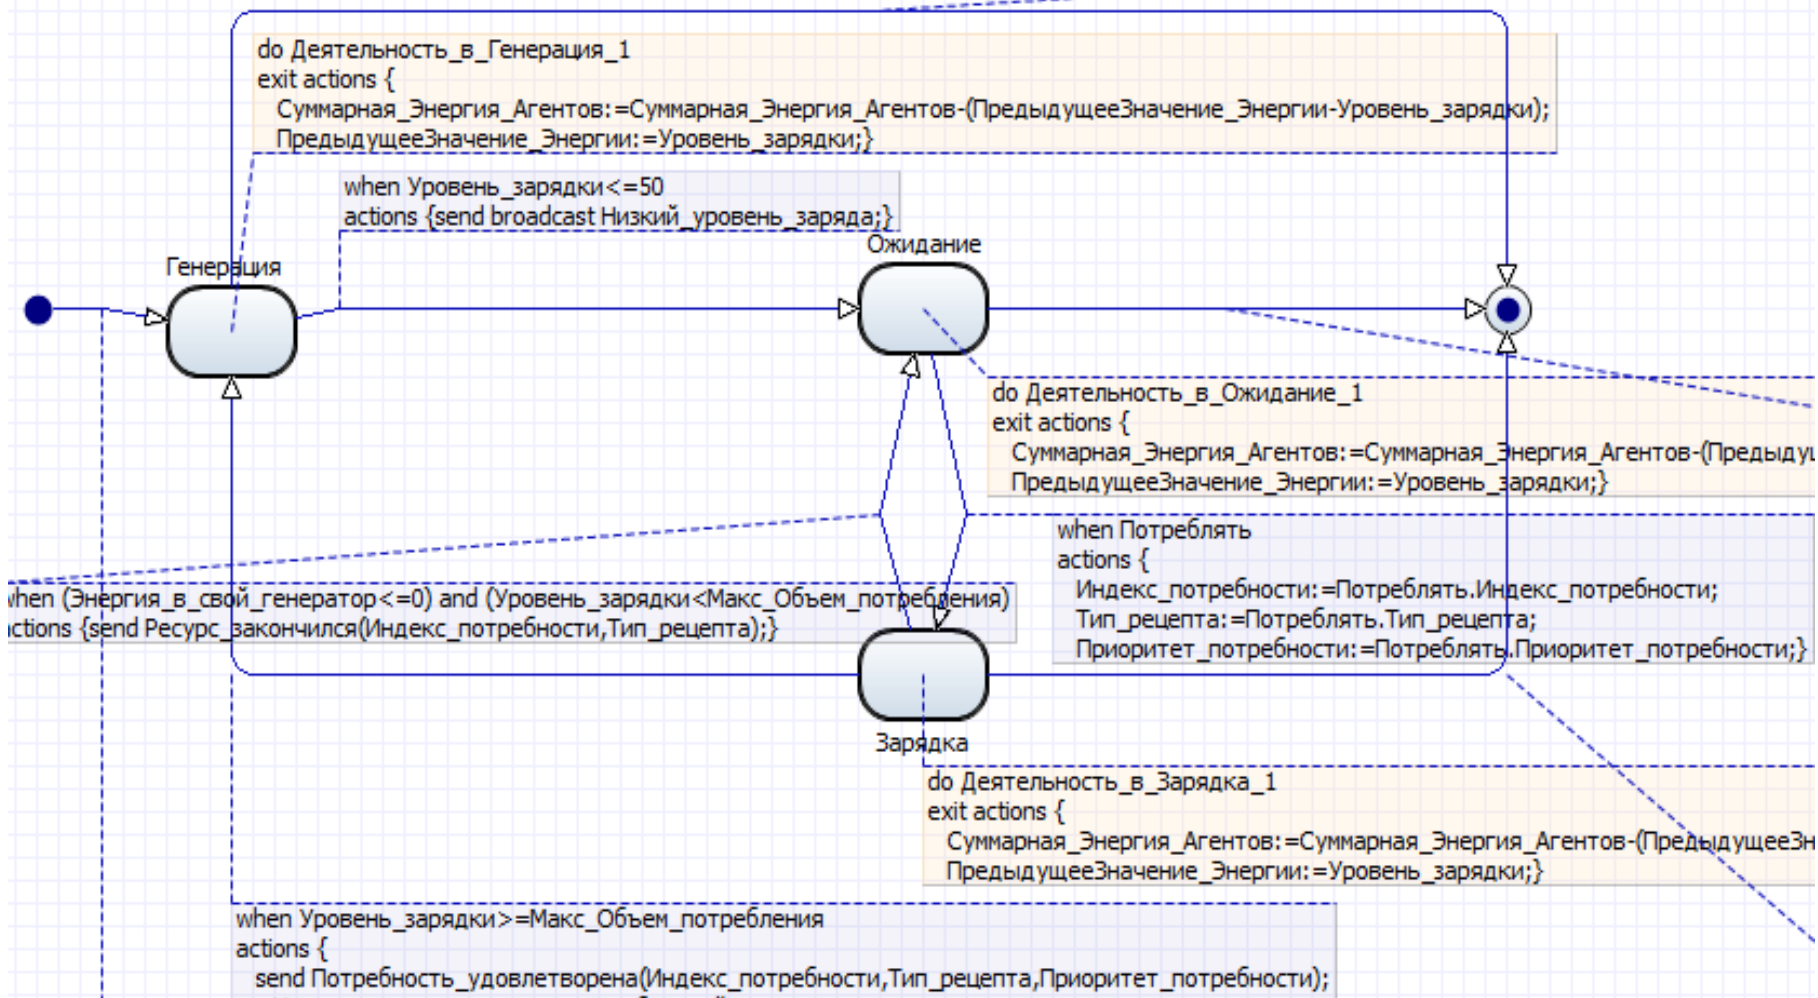 do Деятельность_в_Генерация_1
exit actions {
Суммарная_Энергия_Агентов:=Суммарная_Энергия_Агентов-(ПредыдущееЗначение_Энергии-Уровень_зарядки);
ПредыдущееЗначение_Энергии:=Уровень_зарядки;}
when Уровень_зарядки<=50
actions {send broadcast Низкий_уровень_заряда;}
Генерация
Ожидание
do Деятельность_в_Ожидание_1
exit actions {
Суммарная_Энергия_Агентов:=Суммарная_Энергия_Агентов-(Предыду
ПредыдущееЗначение_Энергии:=Уровень_зарядки;}
when Потреблять
actions {
Индекс_потребности:=Потреблять.Индекс_потребности;
Тип_рецепта:=Потреблять.Тип_рецепта;
Приоритет_потребности:=Потреблять.Приоритет_потребности;}
when (Энергия_в_свой_генератор<=0) and (Уровень_зарядки<Макс_Объем_потребления)
actions {send Ресурс_закончился(Индекс_потребности,Тип_рецепта);}
Зарядка
do Деятельность_в_Зарядка_1
exit actions {
Суммарная_Энергия_Агентов:=Суммарная_Энергия_Агентов-(ПредыдущееЗн
ПредыдущееЗначение_Энергии:=Уровень_зарядки;}
when Уровень_зарядки>=Макс_Объем_потребления
actions {
send Потребность_удовлетворена(Индекс_потребности,Тип_рецепта,Приоритет_потребности);